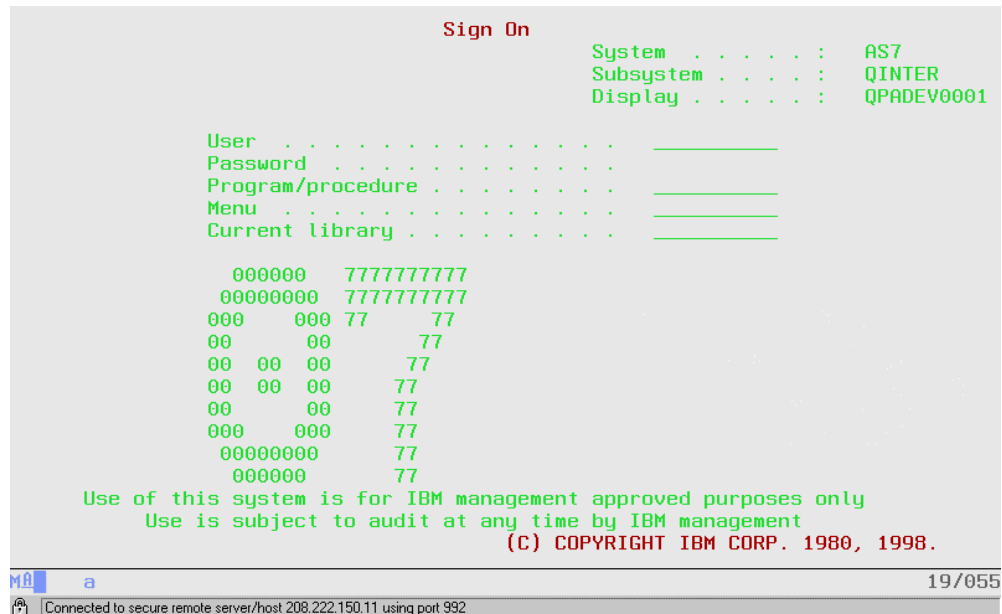 Sign On
System . . . . . : AS7
Subsystem . . . . : QINTER
Display . . . . . : QPADEV0001
User . . . . . . . . . . . . . . __________
Password . . . . . . . . . . . .
Program/procedure . . . . . . . . __________
Menu . . . . . . . . . . . . . . __________
Current library . . . . . . . . . __________
000000 7777777777
00000000 7777777777
000 000 77 77
00 00 77
00 00 00 77
00 00 00 77
00 00 77
000 000 77
00000000 77
000000 77
Use of this system is for IBM management approved purposes only
Use is subject to audit at any time by IBM management
(C) COPYRIGHT IBM CORP. 1980, 1998.
MA a 19/055
Connected to secure remote server/host 208.222.150.11 using port 992